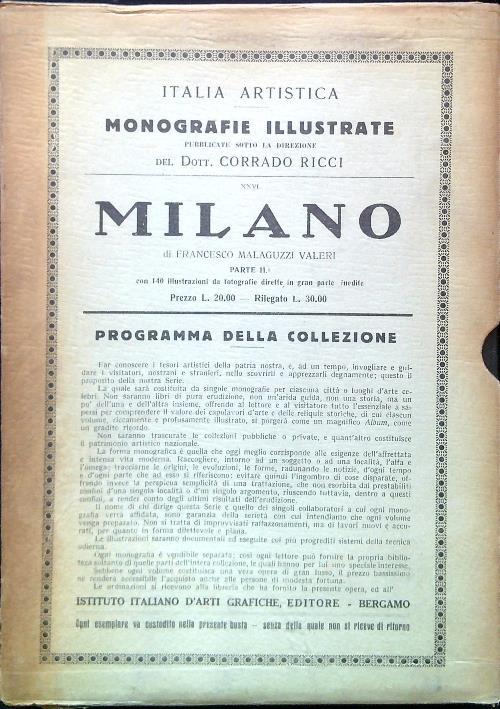 ITALIA ARTISTICA
MONOGRAFIE ILLUSTRATE
PUBBLICATE SOTTO LA DIREZIONE
DEL DOTT. CORRADO RICCI
XXVI.
MILANO
di FRANCESCO MALAGUZZI VALERI
PARTE II.ª
con 140 illustrazioni da fotografie dirette in gran parte inedite
Prezzo L. 20.00 — Rilegato L. 30.00
PROGRAMMA DELLA COLLEZIONE
Far conoscere i tesori artistici della patria nostra, e, ad un tempo, invogliare e gui-
dare i visitatori, nostrani e stranieri, nello scovrirli e apprezzarli degnamente; questo il
proposito della nostra Serie.
La quale sarà costituita da singole monografie per ciascuna città o luoghi d'arte ce-
lebri. Non saranno libri di pura erudizione, non un'arida guida, non una storia, ma un
po' dell'una e dell'altra insieme, offrendo al lettore e al visitatore tutto l'essenziale a sa-
persi per comprendere il valore dei capolavori d'arte e delle reliquie storiche, di cui ciascun
volume, riccamente e profusamente illustrato, si porgerà come un magnifico Album, come
un gradito ricordo.
Non saranno trascurate le collezioni pubbliche o private, e quant'altro costituisce
il patrimonio artistico nazionale.
La forma monografica è quella che oggi meglio corrisponde alle esigenze dell'affrettata
e intensa vita moderna. Raccogliere, intorno ad un soggetto o ad una località, l'alfa e
l'omega; tracciarne le origini, le evoluzioni, le forme, radunando le notizie, d'ogni tempo
e d'ogni parte che ad esso si riferiscono; evitare quindi l'ingombro di cose disparate, of-
frendo invece la perspicua semplicità di una trattazione, che non esorbita dai prestabiliti
confini d'una singola località o d'un singolo argomento, riuscendo tuttavia, dentro a questi
confini, a render conto degli ultimi risultati dell'erudizione.
Il nome di chi dirige questa Serie e quello dei singoli collaboratori a cui ogni mono-
grafia verrà affidata, sono garanzia della serietà con cui intendiamo che ogni volume
venga preparato. Non si tratta di improvvisati raffazzonamenti, ma di lavori nuovi e accu-
rati, per quanto in forma dilettevole e piana.
Le illustrazioni saranno documentali ed eseguite coi più progrediti sistemi della tecnica
odierna.
Ogni monografia è vendibile separata; così ogni lettore può fornire la propria biblio-
teca soltanto di quelle parti dell'intera collezione, le quali hanno per lui uno speciale interesse.
Sebbene ogni volume costituisca una vera opera di gran lusso, il prezzo bassissimo
ne renderà accessibile l'acquisto anche alle persone di modesta fortuna.
Le ordinazioni si ricevono alla libreria che ha fornito la presente opera, ed all'
ISTITUTO ITALIANO D'ARTI GRAFICHE, EDITORE - BERGAMO
Ogni esemplare va custodito nella presente busta — senza della quale non si riceve di ritorno